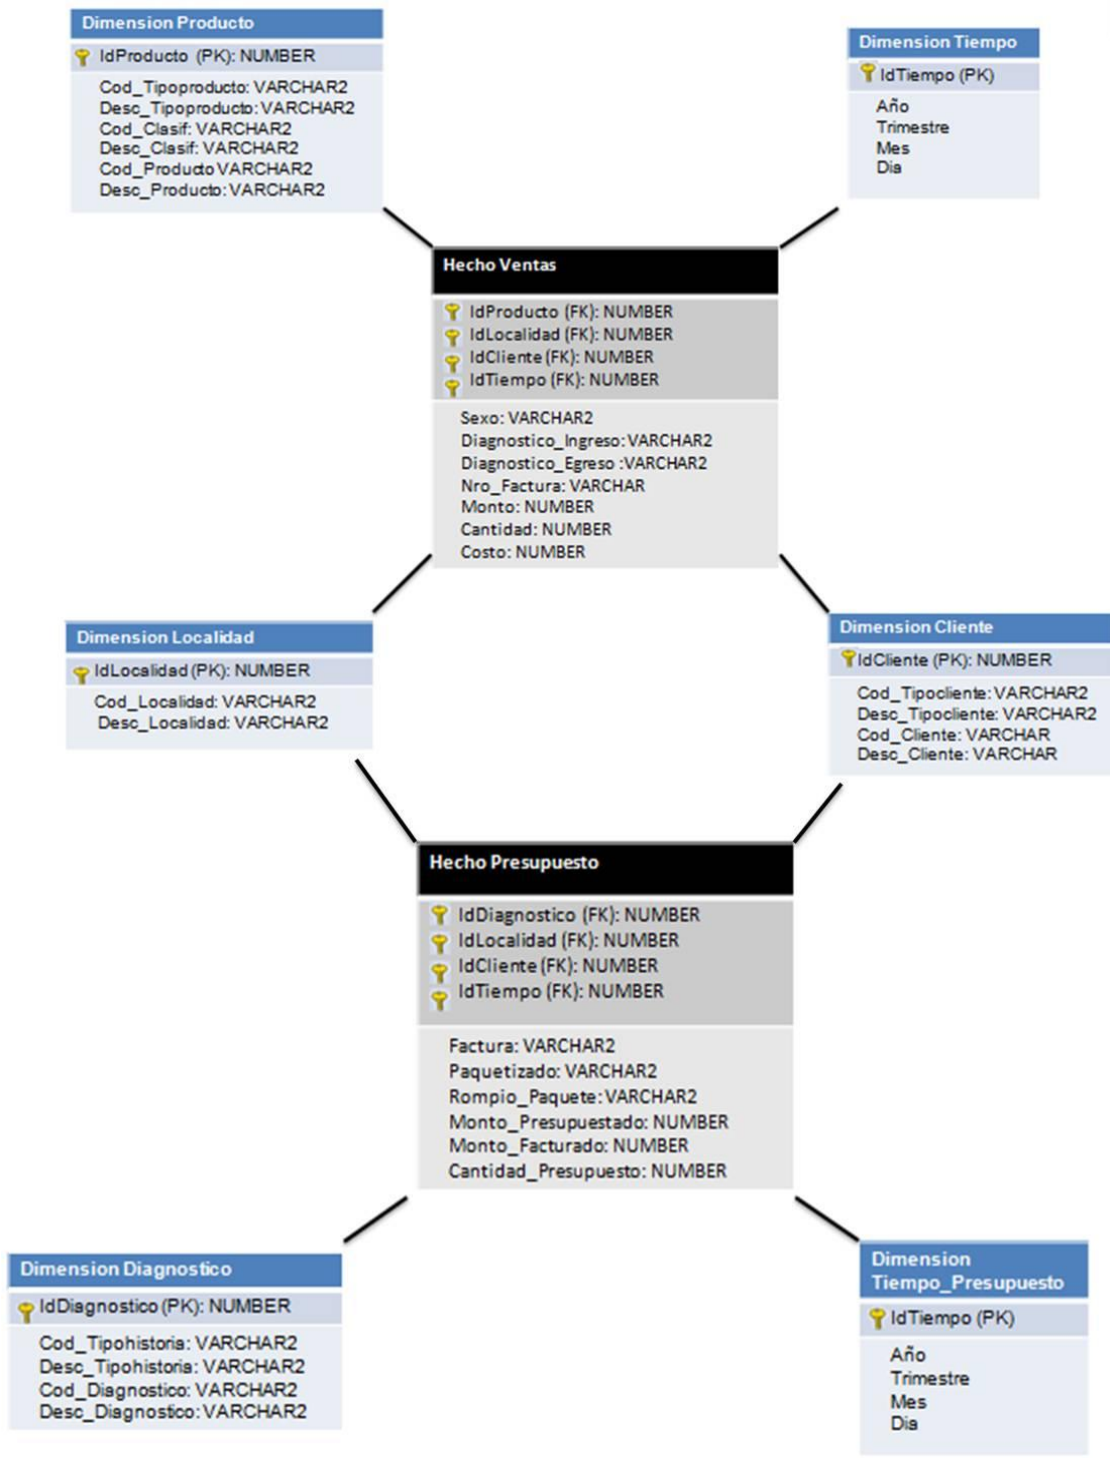 Dimension Producto
IdProducto (PK): NUMBER
Cod_Tipoproducto: VARCHAR2
Desc_Tipoproducto: VARCHAR2
Cod_Clasif: VARCHAR2
Desc_Clasif: VARCHAR2
Cod_Producto VARCHAR2
Desc_Producto: VARCHAR2
Dimension Tiempo
IdTiempo (PK)
Año
Trimestre
Mes
Dia
Hecho Ventas
IdProducto (FK): NUMBER
IdLocalidad (FK): NUMBER
IdCliente (FK): NUMBER
IdTiempo (FK): NUMBER
Sexo: VARCHAR2
Diagnostico_Ingreso: VARCHAR2
Diagnostico_Egreso :VARCHAR2
Nro_Factura: VARCHAR
Monto: NUMBER
Cantidad: NUMBER
Costo: NUMBER
Dimension Localidad
IdLocalidad (PK): NUMBER
Cod_Localidad: VARCHAR2
Desc_Localidad: VARCHAR2
Dimension Cliente
IdCliente (PK): NUMBER
Cod_Tipocliente: VARCHAR2
Desc_Tipocliente: VARCHAR2
Cod_Cliente: VARCHAR
Desc_Cliente: VARCHAR
Hecho Presupuesto
IdDiagnostico (FK): NUMBER
IdLocalidad (FK): NUMBER
IdCliente (FK): NUMBER
IdTiempo (FK): NUMBER
Factura: VARCHAR2
Paquetizado: VARCHAR2
Rompio_Paquete: VARCHAR2
Monto_Presupuestado: NUMBER
Monto_Facturado: NUMBER
Cantidad_Presupuesto: NUMBER
Dimension Diagnostico
IdDiagnostico (PK): NUMBER
Cod_Tipohistoria: VARCHAR2
Desc_Tipohistoria: VARCHAR2
Cod_Diagnostico: VARCHAR2
Desc_Diagnostico: VARCHAR2
Dimension
Tiempo_Presupuesto
IdTiempo (PK)
Año
Trimestre
Mes
Dia